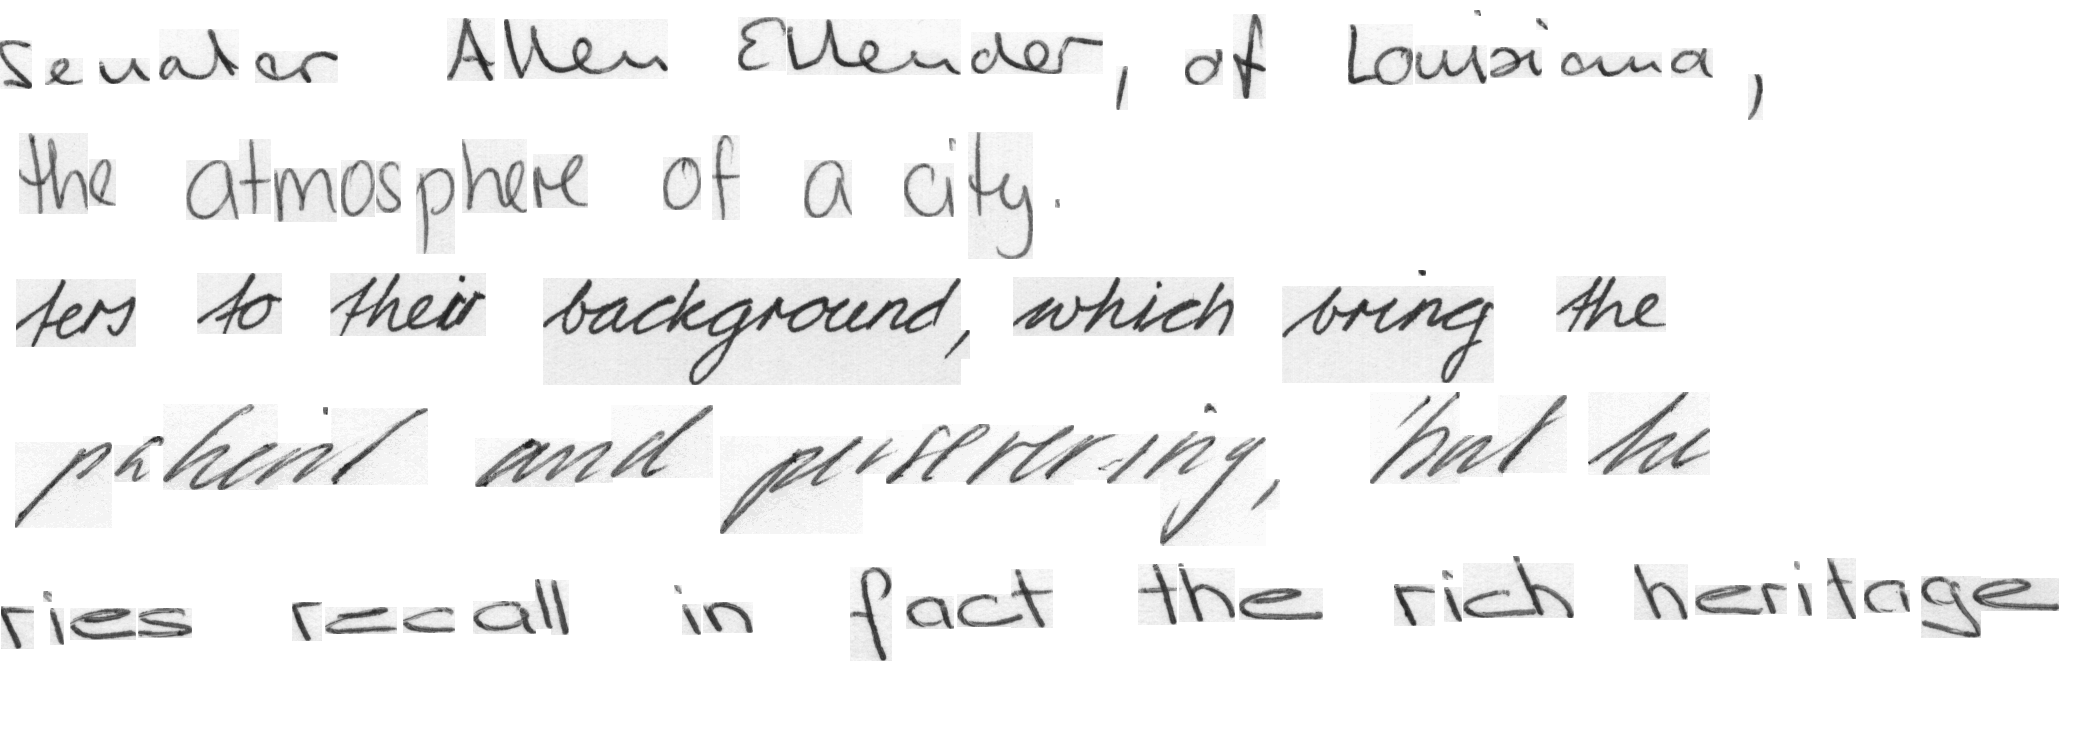 Senator Allen Ellender, of Louisiana,
the atmosphere of a city.
ters to their background, which bring the
patient and persevering, but he
ries recall in fact the rich heritage